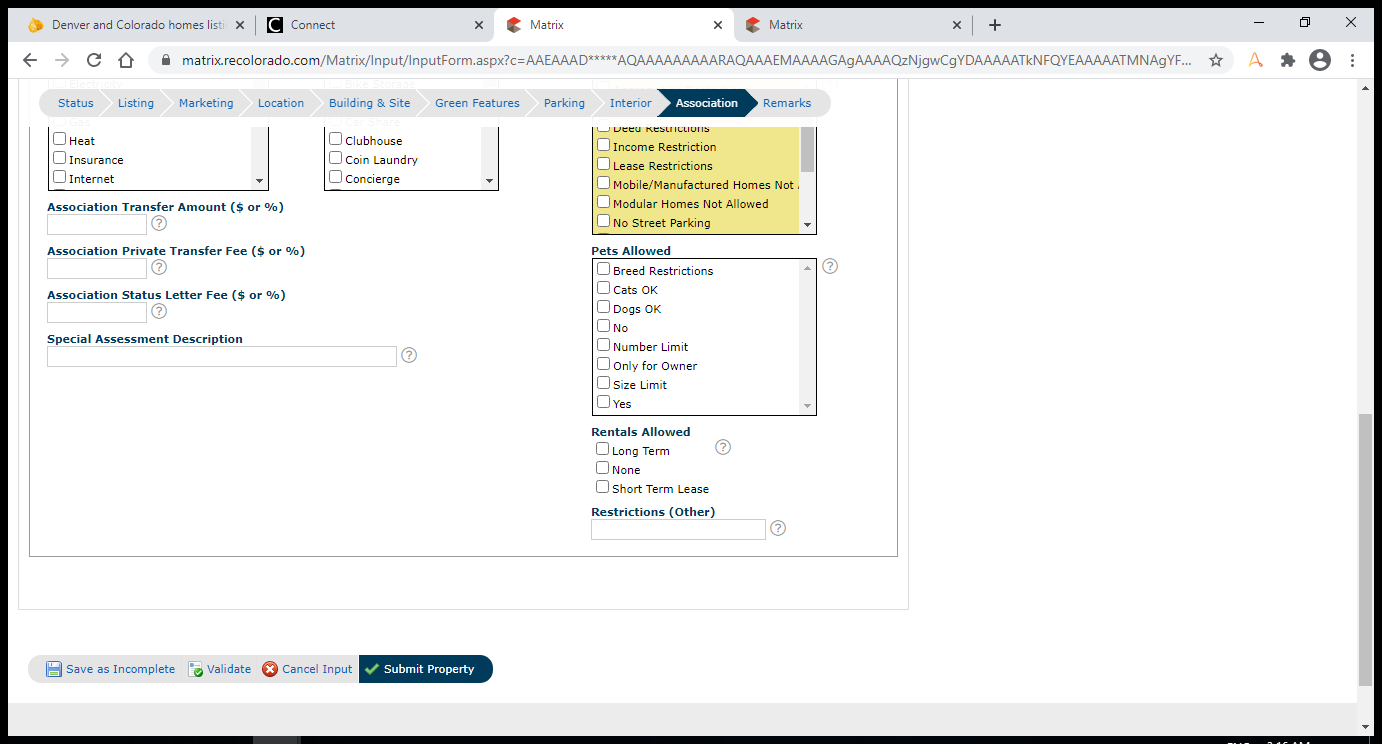 Denver and Colorado homes listi
Connect
Matrix
Matrix
matrix.recolorado.com/Matrix/Input/InputForm.aspx?c=AAEAAAD*****AQAAAAAAAAARAQAAAEMAAAAGAgAAAAQzNjgwCgYDAAAAATkNFQYEAAAAATMNAgYF...
Status
Listing
Marketing
Location
Building & Site
Green Features
Parking
Interior
Association
Remarks
Electricity
Bike Storage
Gas
Car Share
Heat
Clubhouse
Deed Restrictions
Insurance
Coin Laundry
Income Restriction
Internet
Concierge
Lease Restrictions
Mobile/Manufactured Homes Not
Modular Homes Not Allowed
No Street Parking
Association Transfer Amount ($ or %)
?
Association Private Transfer Fee ($ or %)
?
Association Status Letter Fee ($ or %)
?
Special Assessment Description
?
Pets Allowed
?
Breed Restrictions
Cats OK
Dogs OK
No
Number Limit
Only for Owner
Size Limit
Yes
Rentals Allowed
?
Long Term
None
Short Term Lease
Restrictions (Other)
?
Save as Incomplete
Validate
Cancel Input
Submit Property